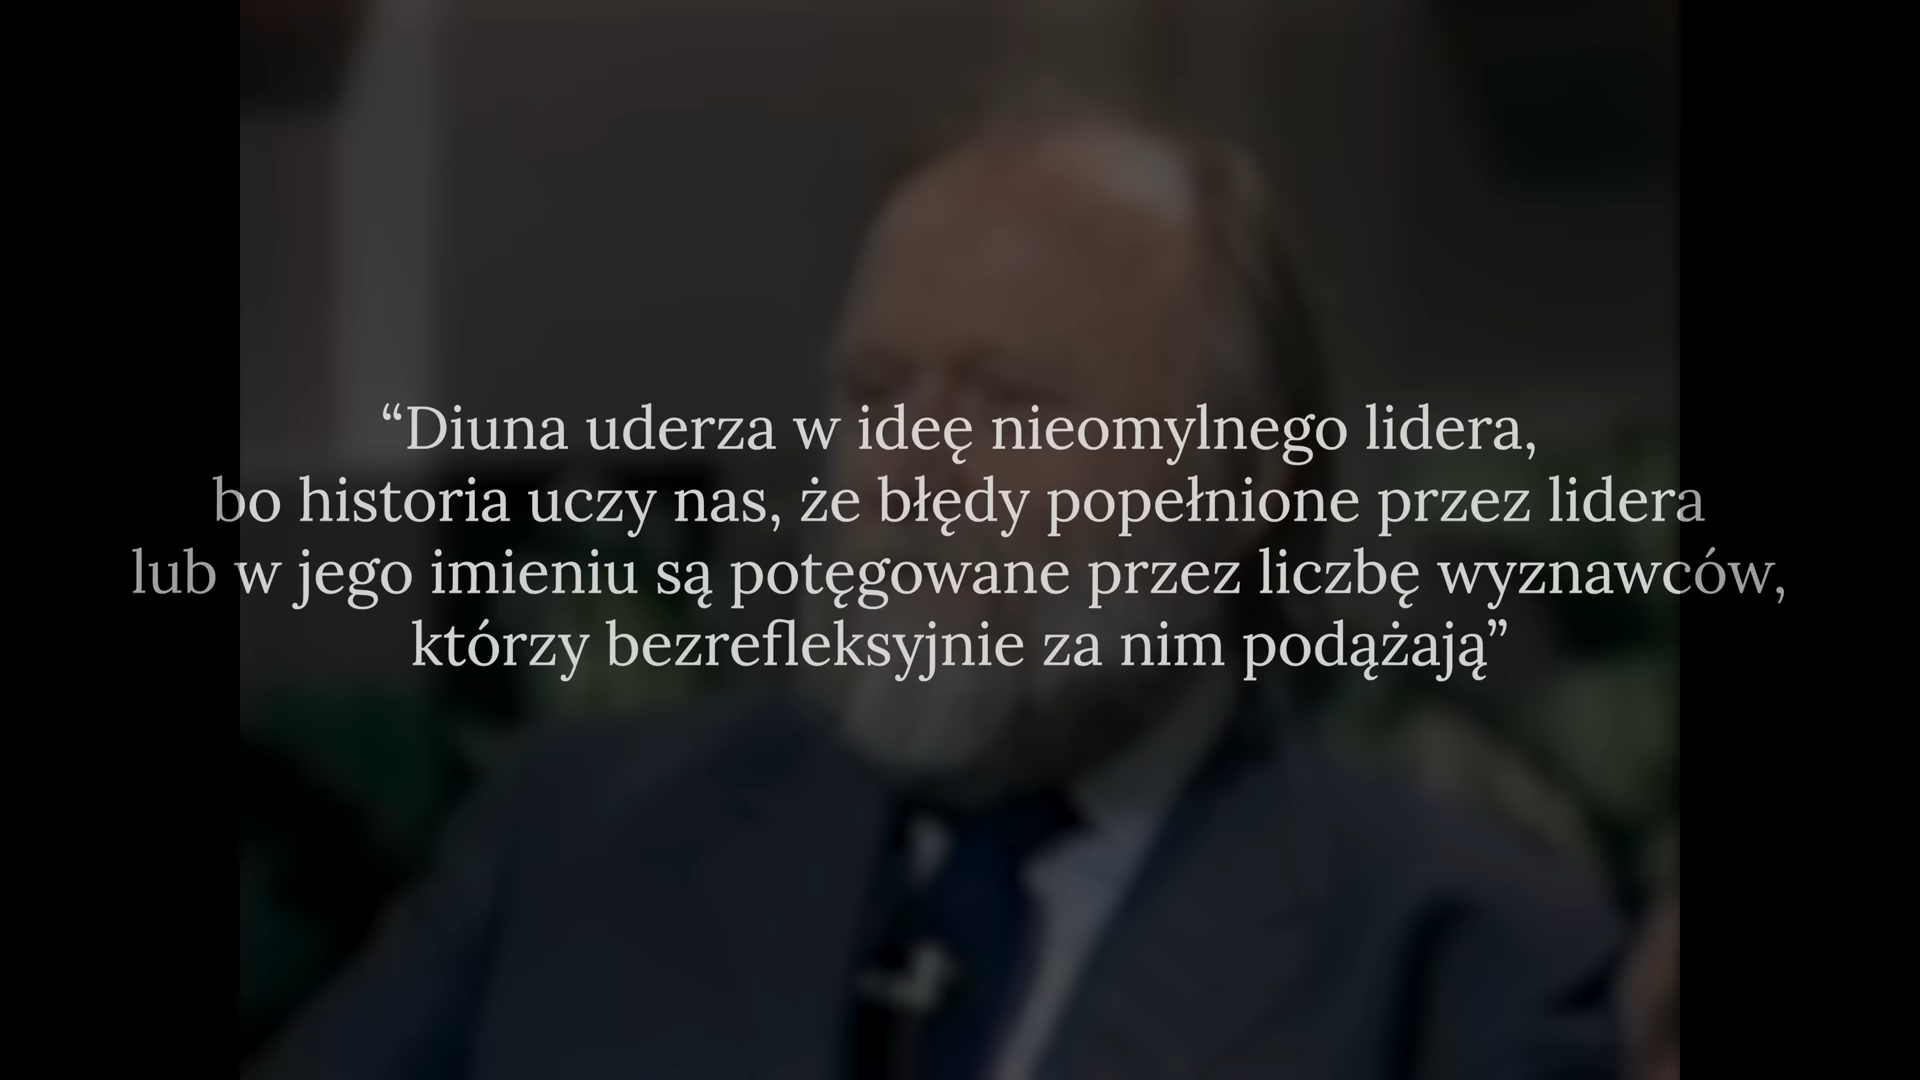 “Diuna uderza w ideę nieomylnego lidera,
bo historia uczy nas, że błędy popełnione przez lidera
lub w jego imieniu są potęgowane przez liczbę wyznawców,
którzy bezrefleksyjnie za nim podążają”